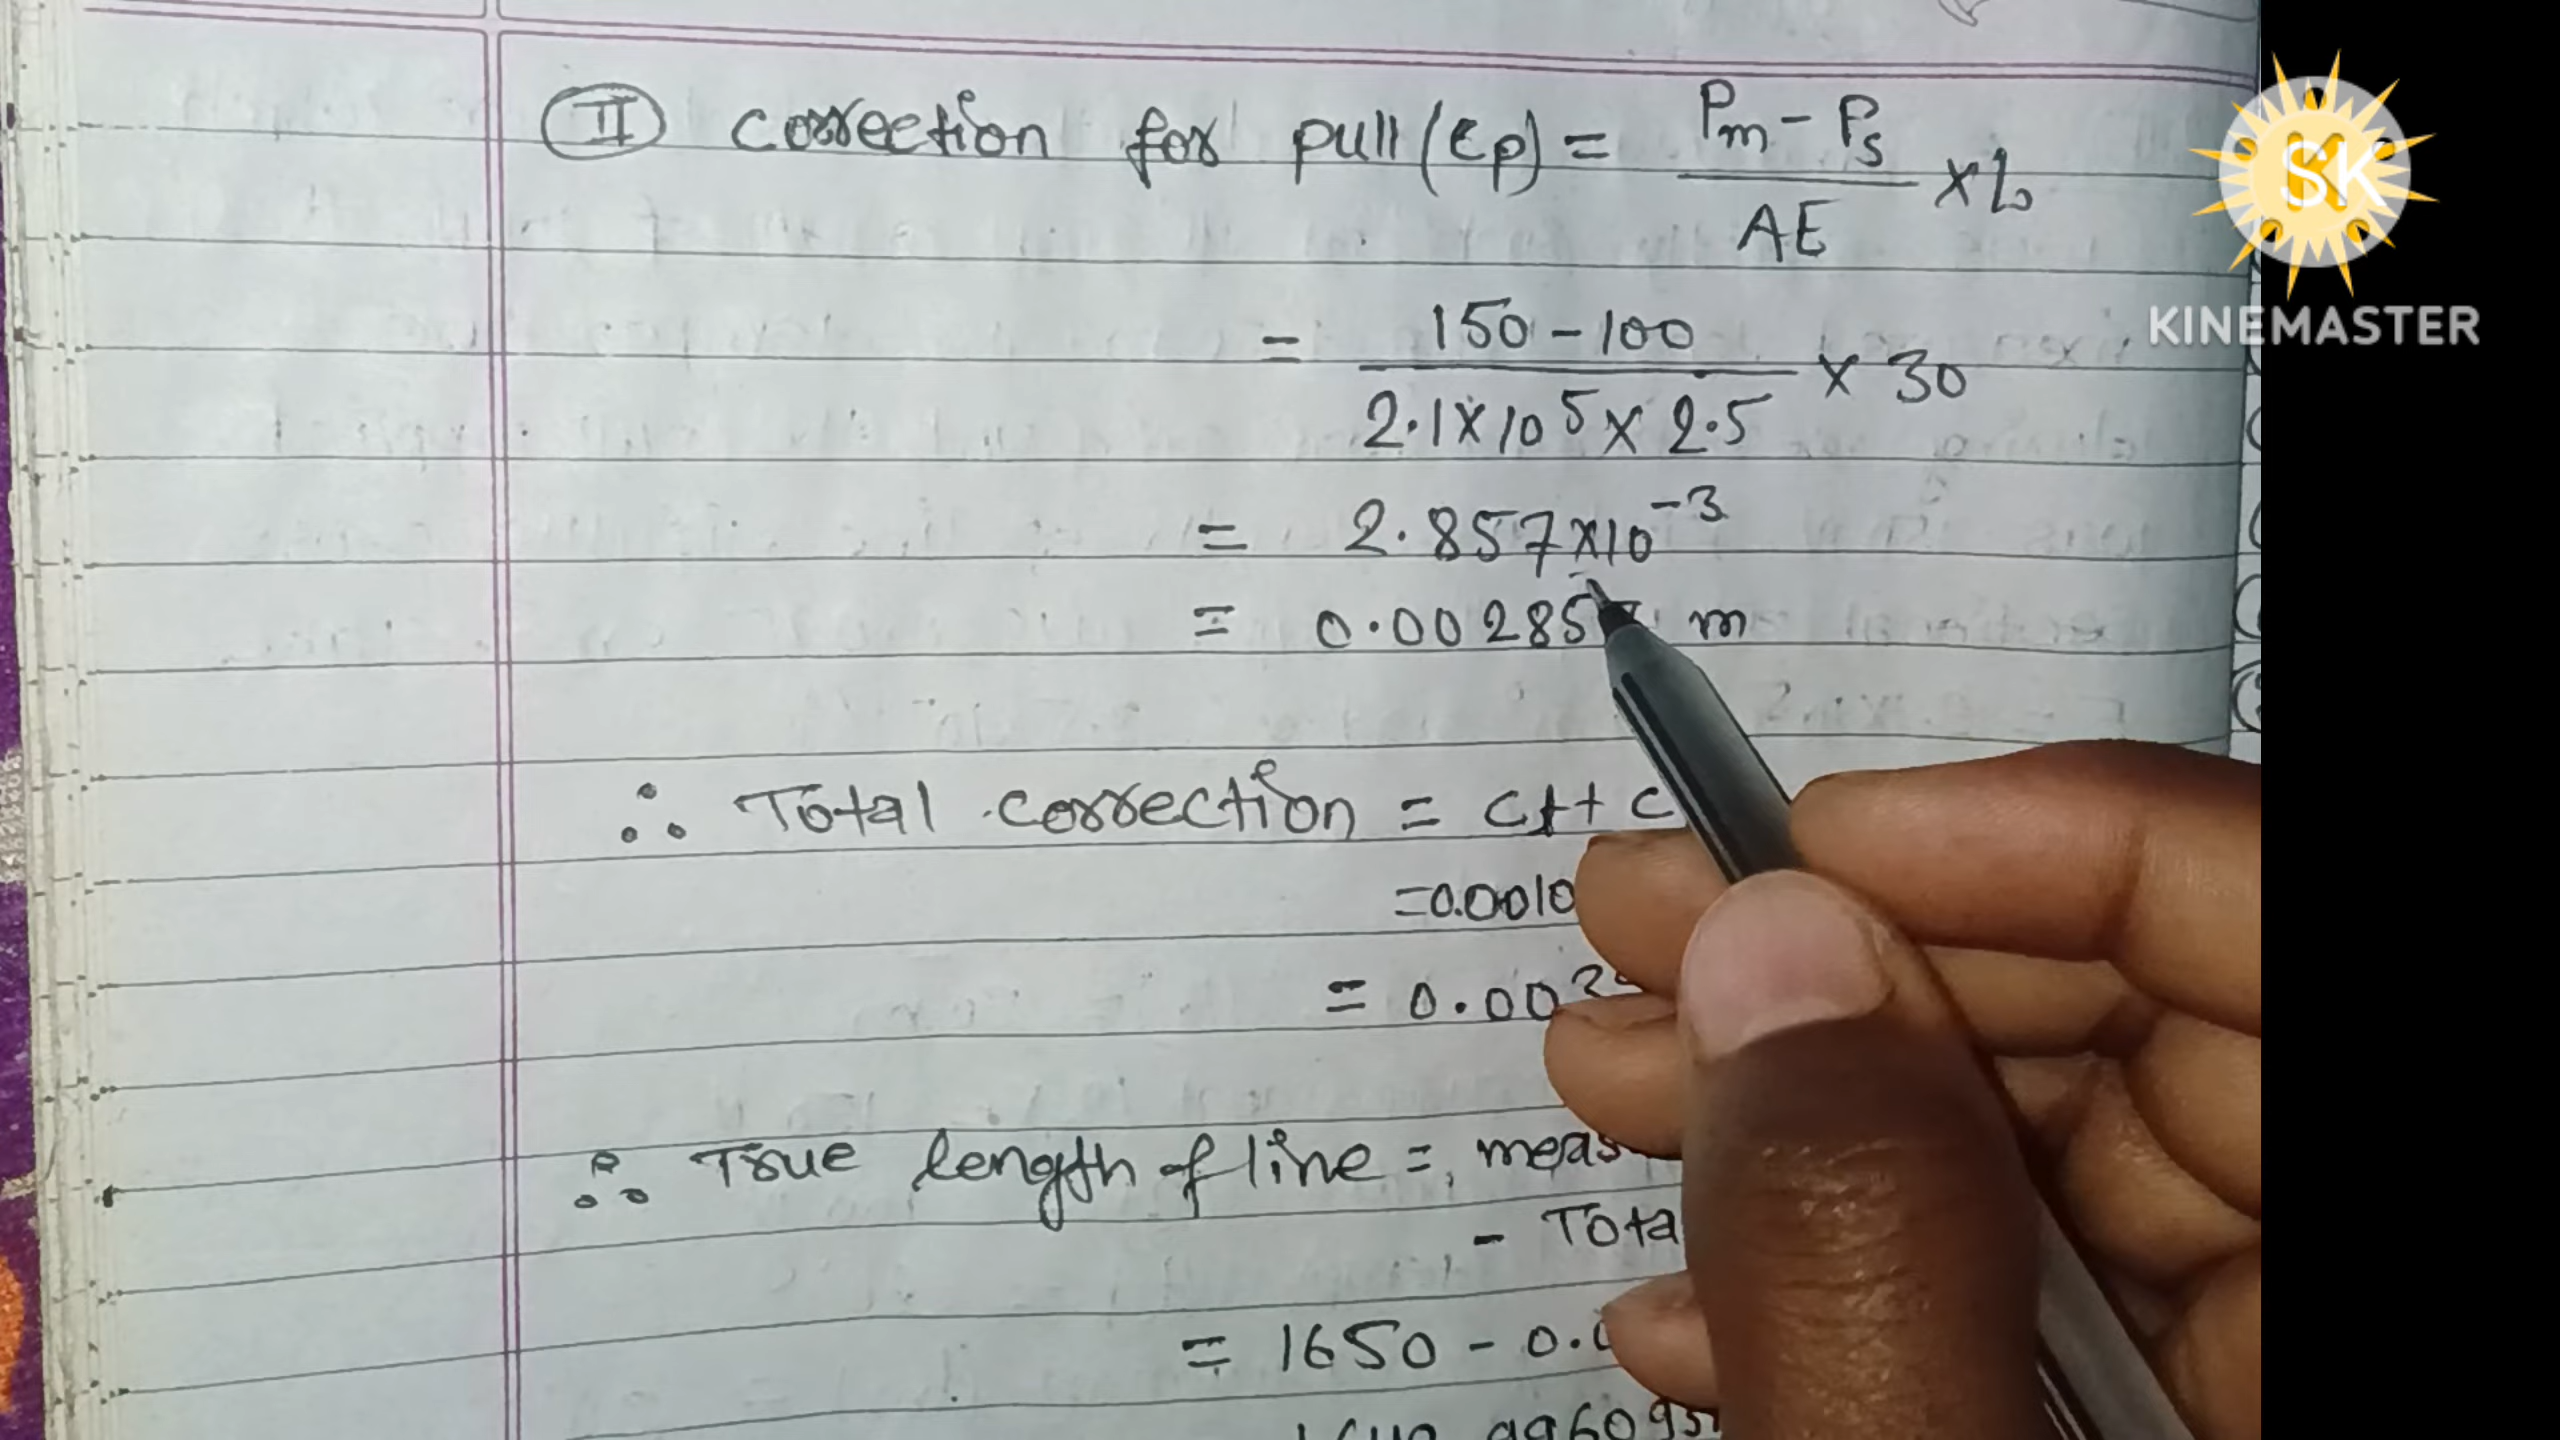 II Correction for pull (Cp) = Pm - Ps / AE × L
= 150 - 100 / 2.1 × 10^5 × 2.5 × 30
= 2.857 × 10^-3
= 0.00285 m
∴ Total correction = Ct + C
= 0.0010
= 0.003
∴ True length of line = meas
- Tota
= 1650 - 0.0
SK
KINEMASTER